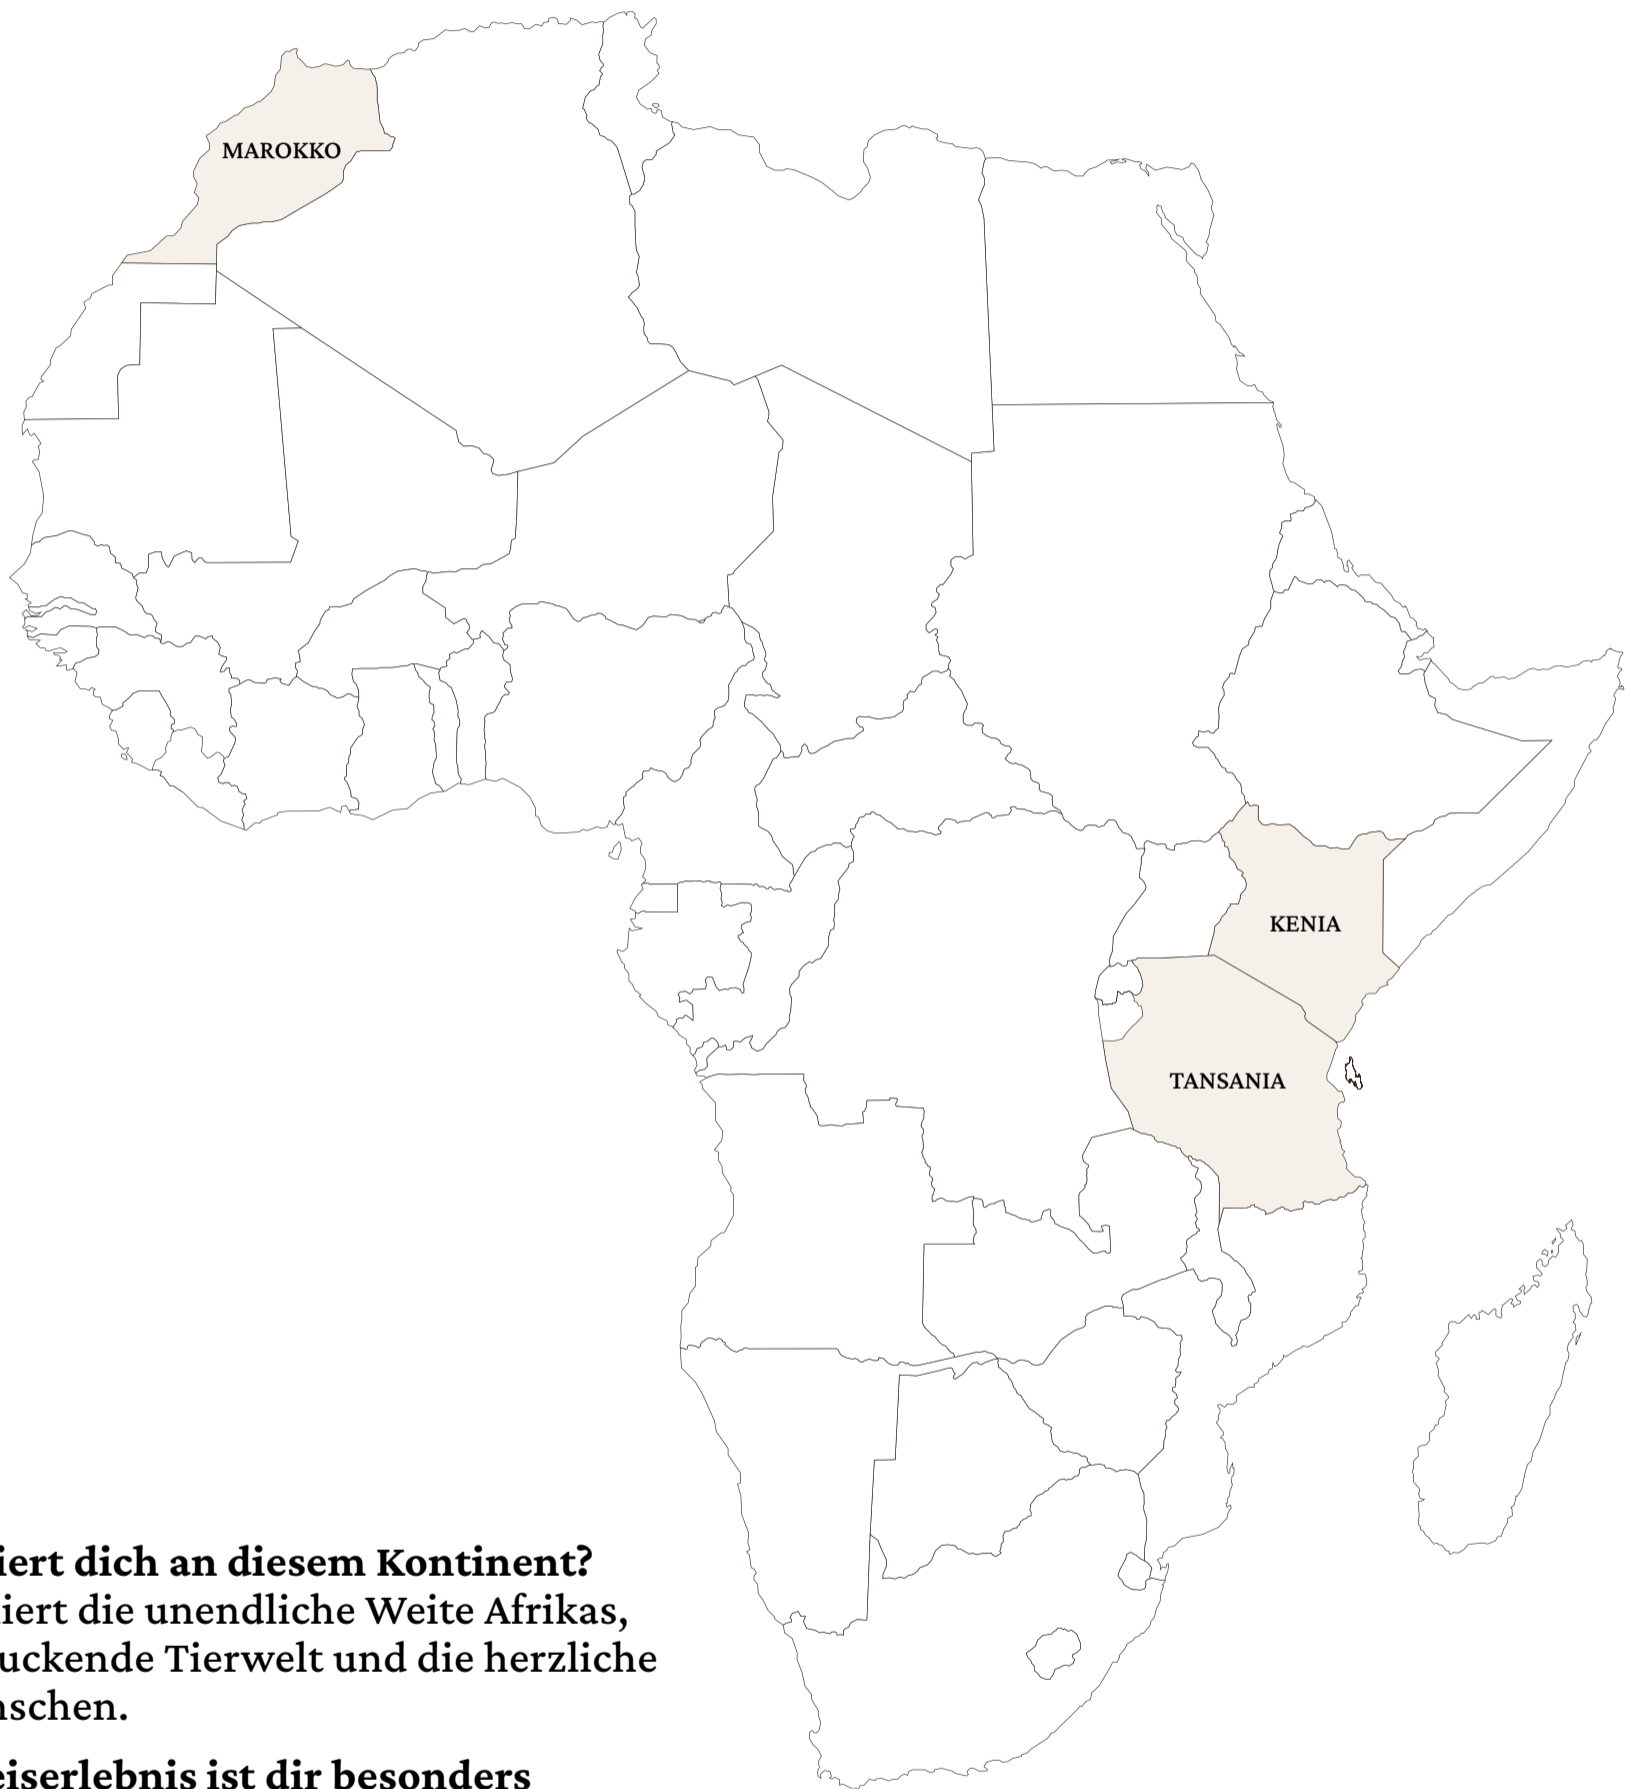 MAROKKO
KENIA
TANSANIA
iert dich an diesem Kontinent?
iert die unendliche Weite Afrikas,
uckende Tierwelt und die herzliche
nschen.
eiserlebnis ist dir besonders